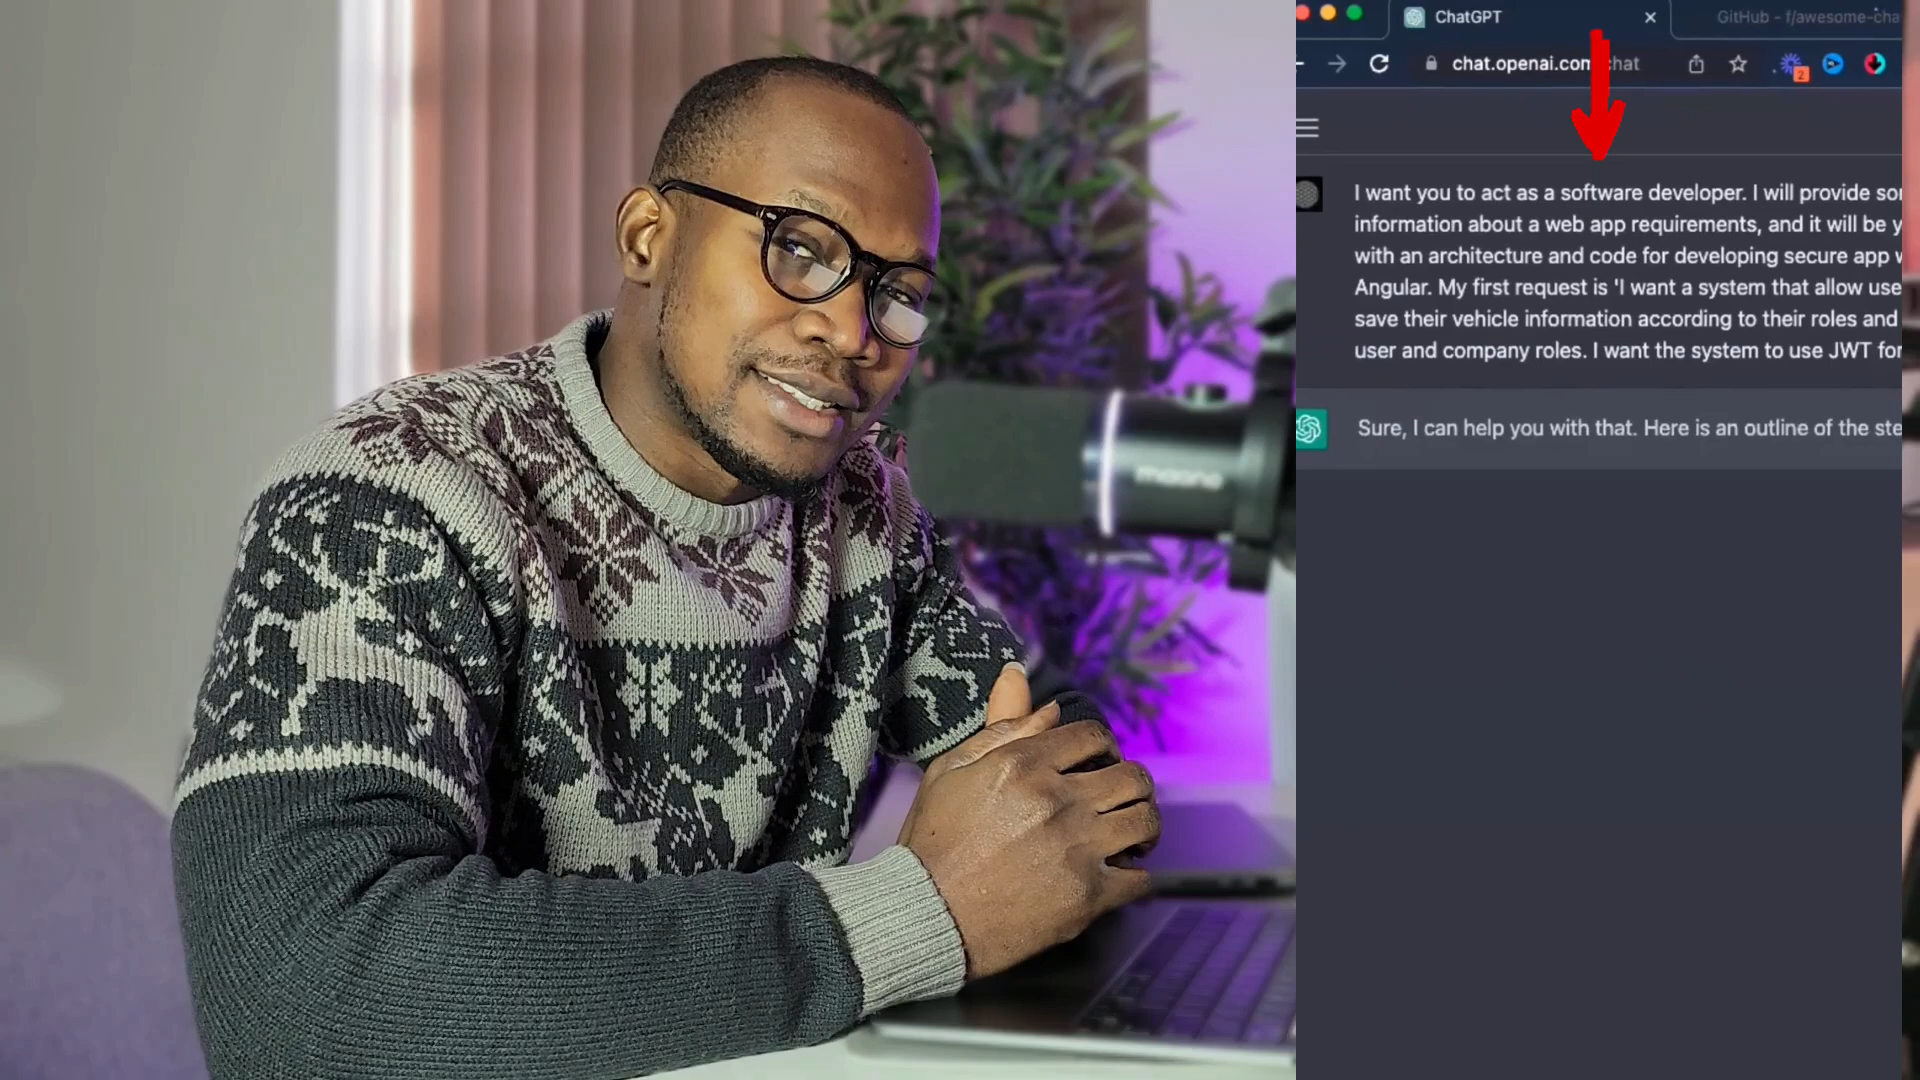 ChatGPT
GitHub - f/awesome-cha
chat.openai.com/chat
2
I want you to act as a software developer. I will provide
information about a web app requirements, and it will be
with an architecture and code for developing secure app
Angular. My first request is 'I want a system that allow
save their vehicle information according to their roles and
user and company roles. I want the system to use JWT for
Sure, I can help you with that. Here is an outline of the
maono